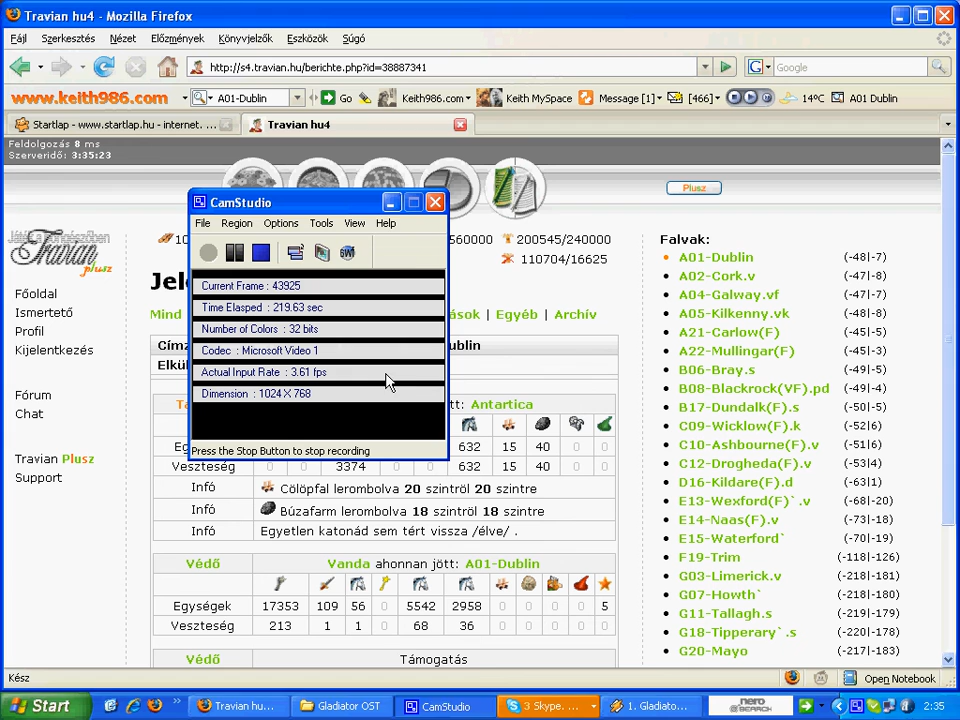 Travian hu4 - Mozilla Firefox
Fájl Szerkesztés Nézet Előzmények Könyvjelzők Eszközök Súgó
http://s4.travian.hu/berichte.php?id=38887341
Google
www.keith986.com A01-Dublin Go Keith986.com Keith MySpace Message [1] [466] 14ºC A01 Dublin
Startlap - www.startlap.hu - internet. ... Travian hu4
Feldolgozás 8 ms
Szerveridő: 3:35:23
Plusz
CamStudio
File Region Options Tools View Help
Current Frame : 43925
Time Elasped : 219.63 sec
Number of Colors : 32 bits
Codec : Microsoft Video 1
Actual Input Rate : 3.61 fps
Dimension : 1024 X 768
Press the Stop Button to stop recording
Travian
plusz
Főoldal
Ismertető
Profil
Kijelentkezés
Fórum
Chat
Travian Plusz
Support
10
560000 200545/240000
110704/16625
Jel
Mind
| Egyéb | Archív
Antartica
632 15 40 0 0
Veszteség 0 0 3374 632 15 40 0 0
Infó Cölöpfal lerombolva 20 szintről 20 szintre
Infó Búzafarm lerombolva 18 szintről 18 szintre
Infó Egyetlen katonád sem tért vissza /élve/ .
Védő Vanda ahonnan jött: A01-Dublin
Egységek 17353 109 56 0 5542 2958 0 0 0 0 5
Veszteség 213 1 1 0 68 36 0 0 0 0 0
Védő Támogatás
Falvak:
A01-Dublin (-48|-7)
A02-Cork.v (-46|-7)
A04-Galway.vf (-47|-7)
A05-Kilkenny.vk (-48|-8)
A21-Carlow(F) (-47|-8)
A22-Mullingar(F) (-46|-8)
B06-Bray.s (-49|-5)
B08-Blackrock(VF).pd (-49|-4)
B17-Dundalk(F).s (-50|-5)
C09-Wicklow(F).k (-52|-5)
C10-Ashbourne(F).v (-51|6)
C12-Drogheda(F).v (-53|4)
D16-Kildare(F).d (-63|1)
E13-Wexford(F)`.v (-68|-20)
E14-Naas(F).v (-73|-18)
E15-Waterford` (-70|-19)
F19-Trim (-118|-126)
G03-Limerick.v (-218|-181)
G07-Howth` (-218|-180)
G11-Tallagh.s (-219|-179)
G18-Tipperary`.s (-220|-178)
G20-Mayo (-217|-183)
Kész Open Notebook
Start Travian hu... Gladiator OST CamStudio 3 Skype. ... 1. Gladiato... nero SEARCH 2:35